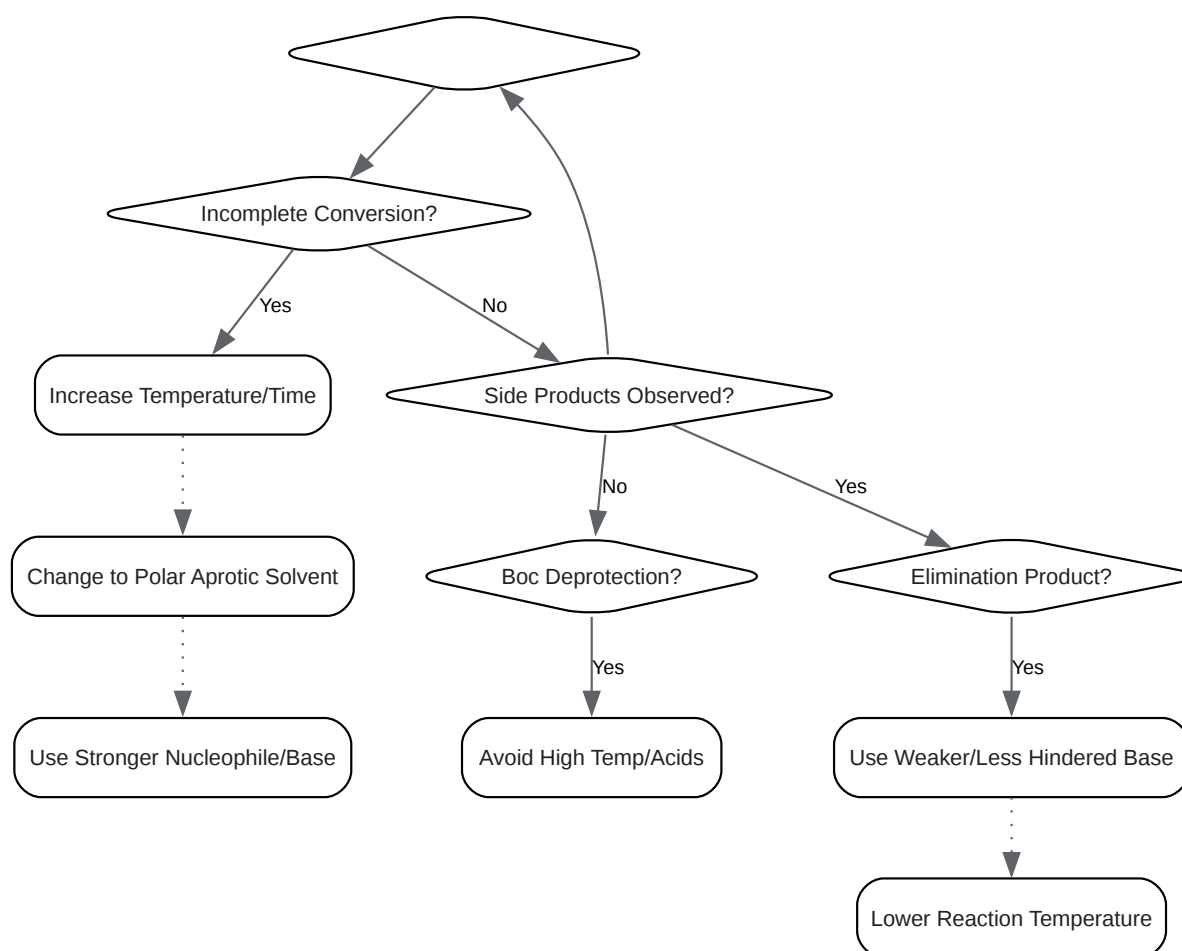 Incomplete Conversion?
Yes
No
Increase Temperature/Time
Side Products Observed?
No
Yes
Change to Polar Aprotic Solvent
Boc Deprotection?
Elimination Product?
Yes
Yes
Use Stronger Nucleophile/Base
Avoid High Temp/Acids
Use Weaker/Less Hindered Base
Lower Reaction Temperature